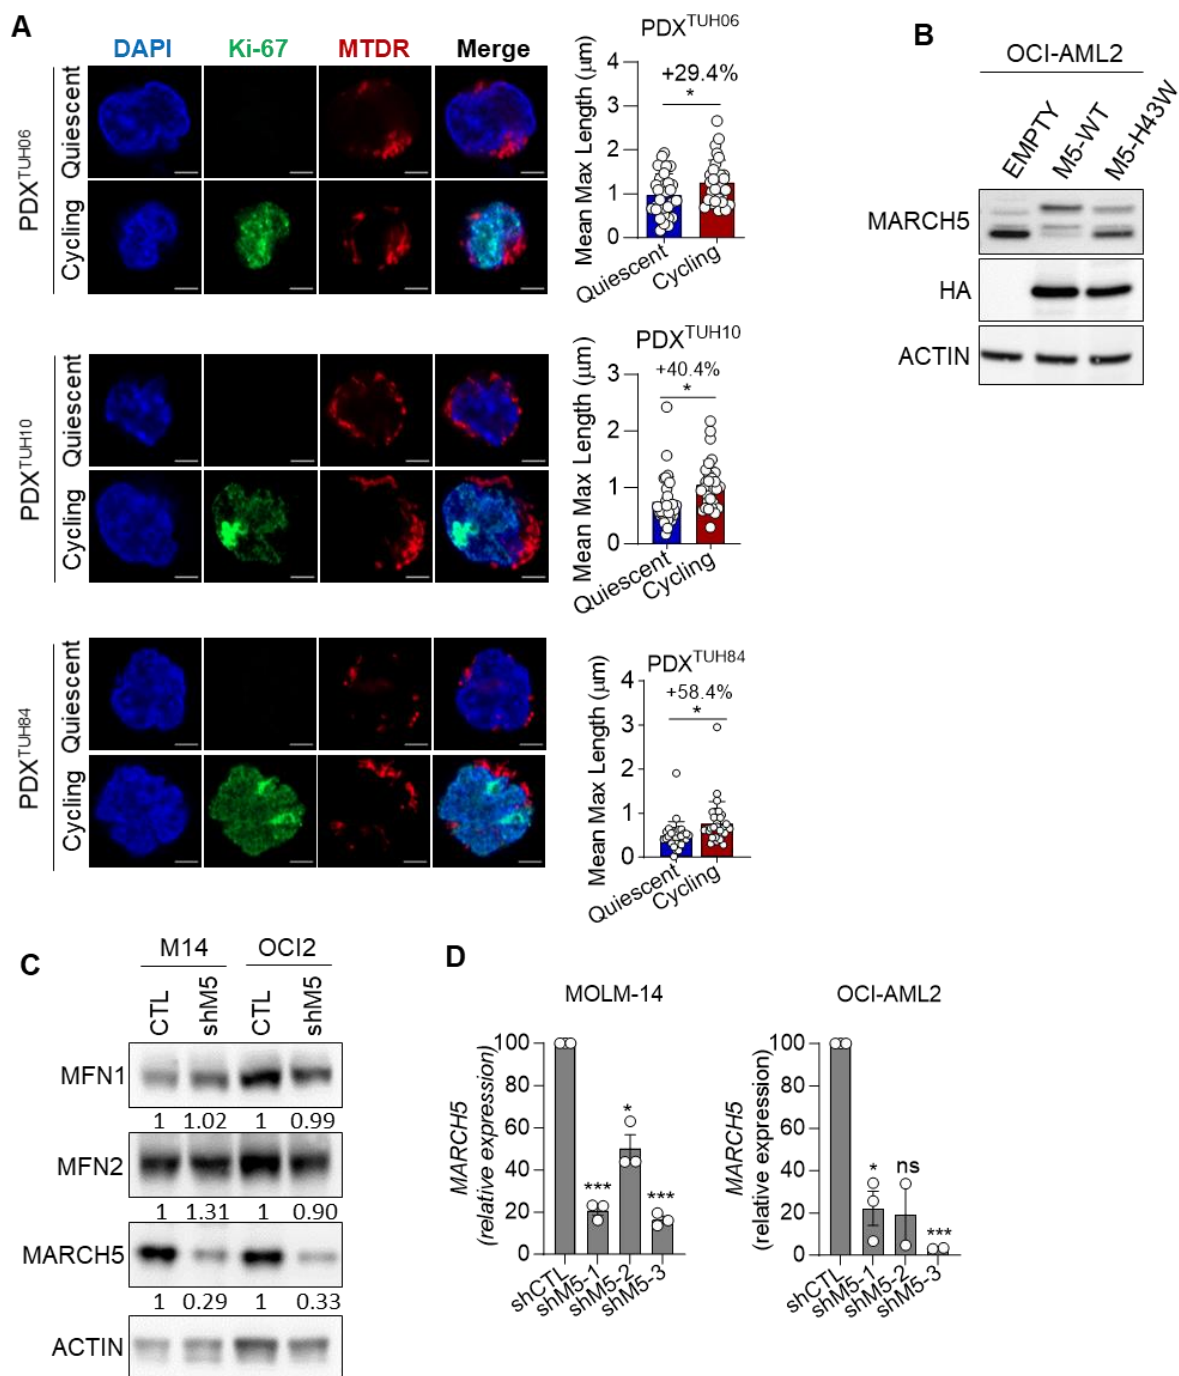 A
DAPI Ki-67 MTDR Merge
PDXTUH06
Quiescent
Cycling
PDXTUH06
Mean Max Length (μm)
4
3
2
1
0
+29.4%
*
Quiescent
Cycling
PDXTUH10
Quiescent
Cycling
PDXTUH10
Mean Max Length (μm)
3
2
1
0
+40.4%
*
Quiescent
Cycling
PDXTUH84
Quiescent
Cycling
PDXTUH84
Mean Max Length (μm)
4
3
2
1
0
+58.4%
*
Quiescent
Cycling
B
OCI-AML2
EMPTY M5-WT M5-H43W
MARCH5
HA
ACTIN
C
M14 OCI2
CTL shM5 CTL shM5
MFN1
1 1.02 1 0.99
MFN2
1 1.31 1 0.90
MARCH5
1 0.29 1 0.33
ACTIN
D
MOLM-14
MARCH5
(relative expression)
100
80
60
40
20
0
***
*
***
shCTL
shM5-1
shM5-2
shM5-3
OCI-AML2
MARCH5
(relative expression)
100
80
60
40
20
0
*
ns
***
shCTL
shM5-1
shM5-2
shM5-3